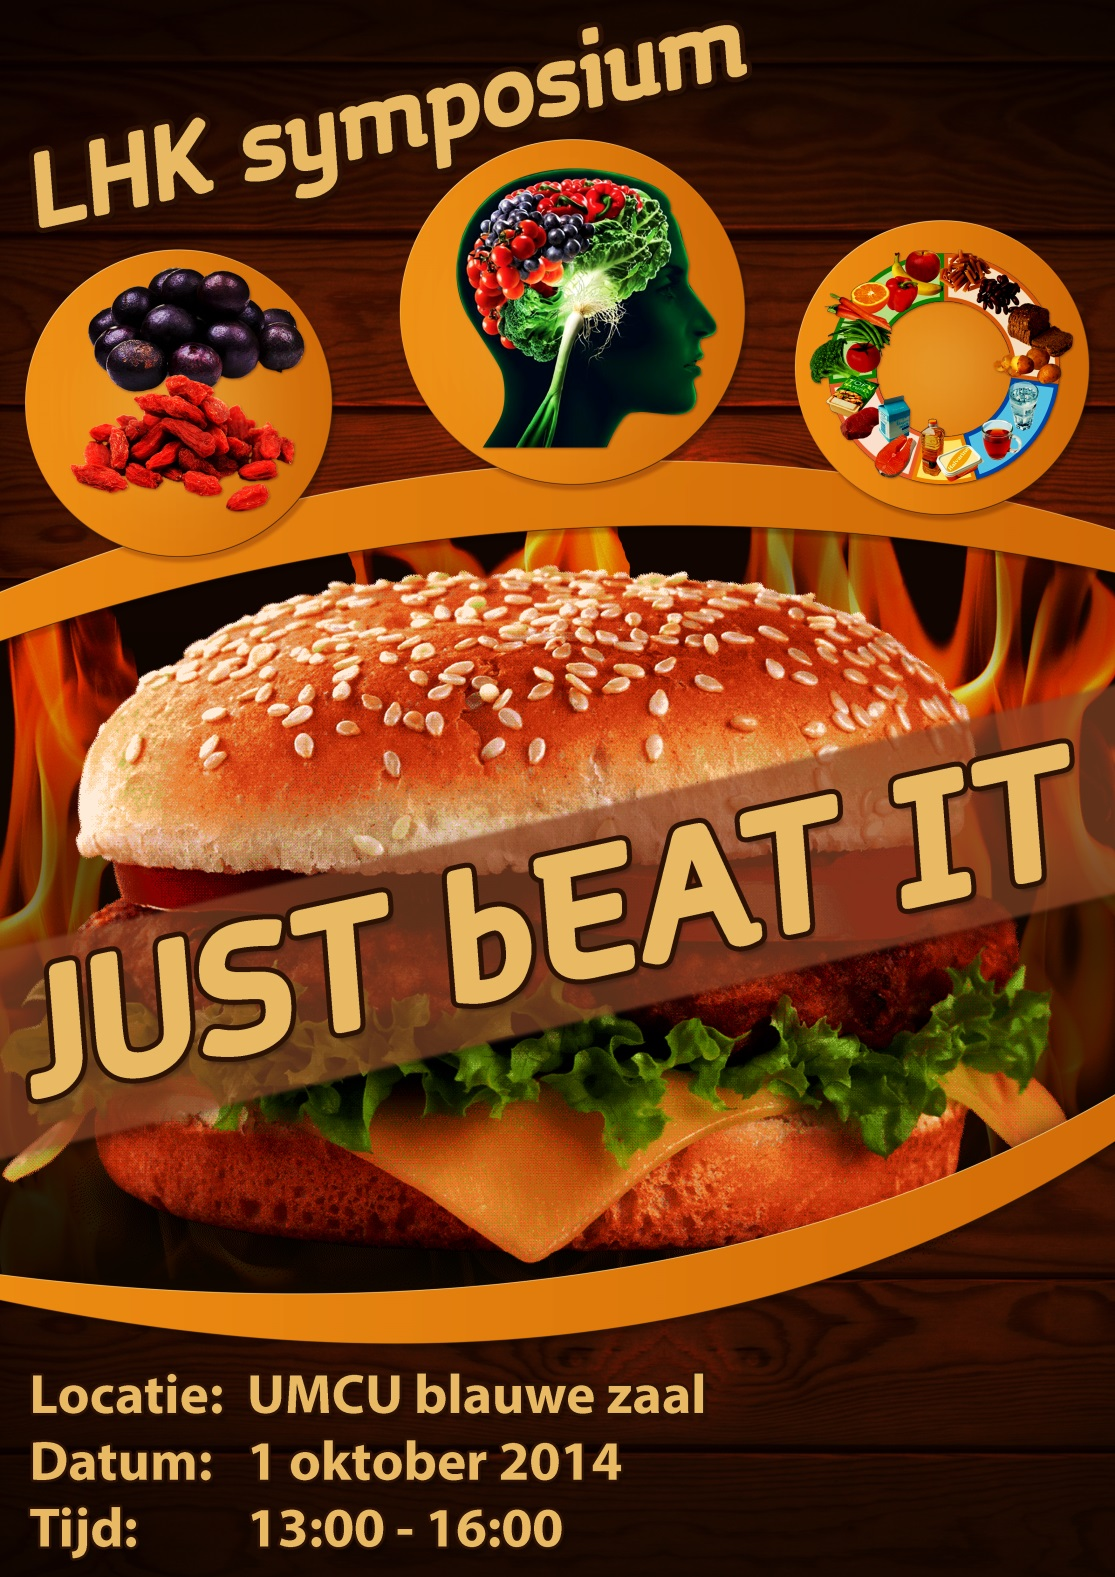 LHK symposium
JUST bEAT IT
Locatie: UMCU blauwe zaal
Datum: 1 oktober 2014
Tijd: 13:00 - 16:00